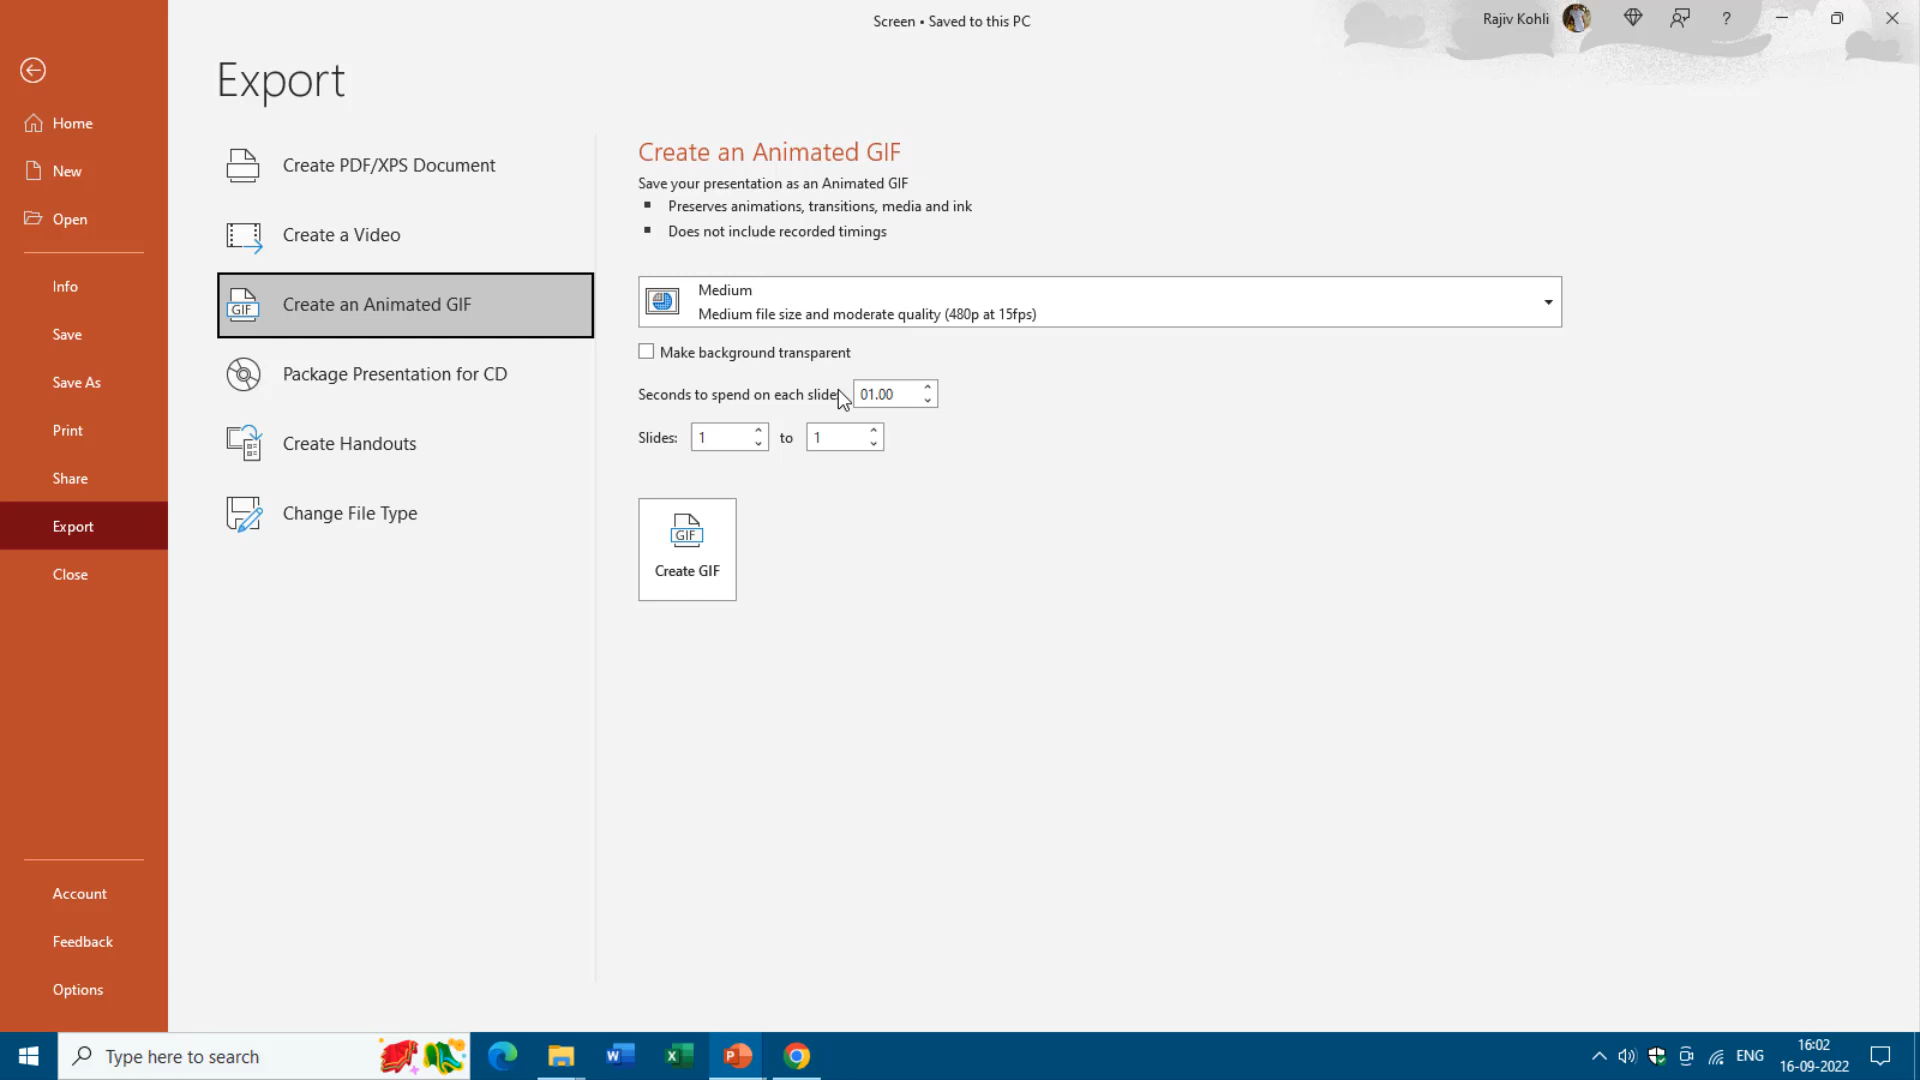 Screen • Saved to this PC
Rajiv Kohli
?
Export
Home
New
Open
Info
Save
Save As
Print
Share
Export
Close
Account
Feedback
Options
Create PDF/XPS Document
Create a Video
GIF
Create an Animated GIF
Package Presentation for CD
Create Handouts
Change File Type
Create an Animated GIF
Save your presentation as an Animated GIF
▪ Preserves animations, transitions, media and ink
▪ Does not include recorded timings
Medium
Medium file size and moderate quality (480p at 15fps)
Make background transparent
Seconds to spend on each slide 01.00
Slides: 1 to 1
GIF
Create GIF
Type here to search
W
X
P
ENG
16:02
16-09-2022